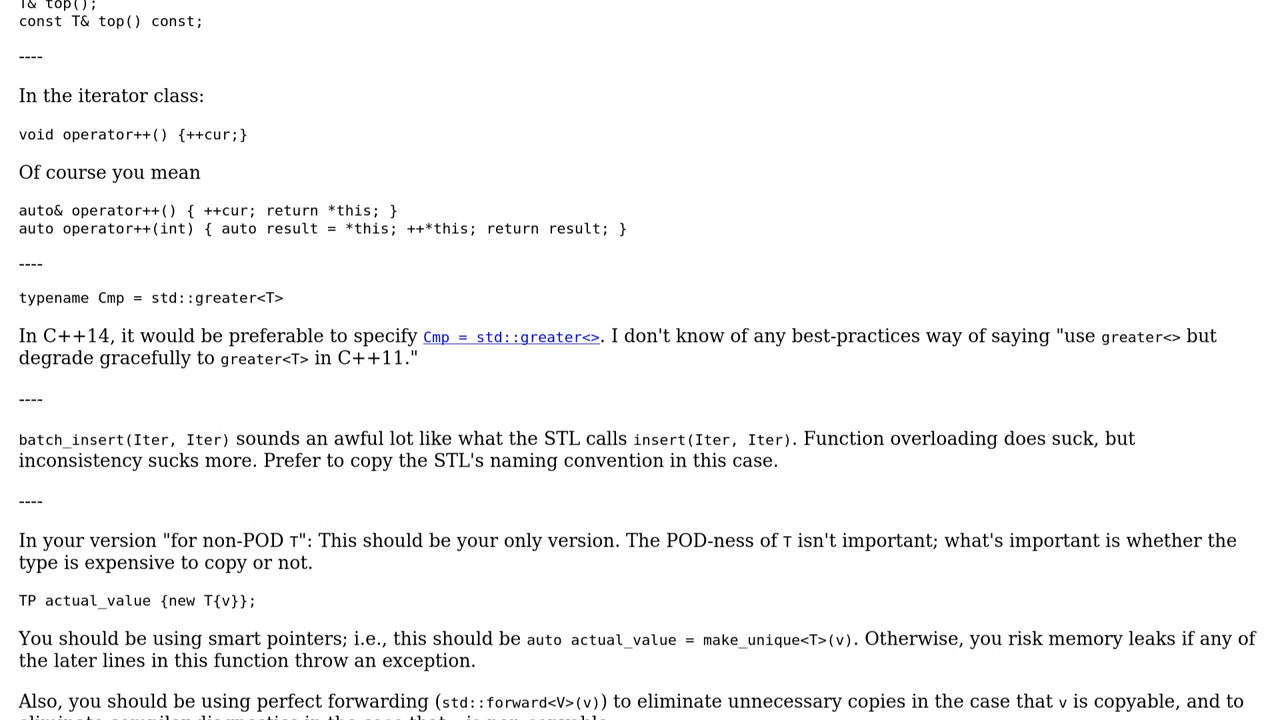 T& top();
const T& top() const;
----
In the iterator class:
void operator++() {++cur;}
Of course you mean
auto& operator++() { ++cur; return *this; }
auto operator++(int) { auto result = *this; ++*this; return result; }
----
typename Cmp = std::greater<T>
In C++14, it would be preferable to specify Cmp = std::greater<>. I don't know of any best-practices way of saying "use greater<> but
degrade gracefully to greater<T> in C++11."
----
batch_insert(Iter, Iter) sounds an awful lot like what the STL calls insert(Iter, Iter). Function overloading does suck, but
inconsistency sucks more. Prefer to copy the STL's naming convention in this case.
----
In your version "for non-POD T": This should be your only version. The POD-ness of T isn't important; what's important is whether the
type is expensive to copy or not.
TP actual_value {new T{v}};
You should be using smart pointers; i.e., this should be auto actual_value = make_unique<T>(v). Otherwise, you risk memory leaks if any of
the later lines in this function throw an exception.
Also, you should be using perfect forwarding (std::forward<V>(v)) to eliminate unnecessary copies in the case that v is copyable, and to